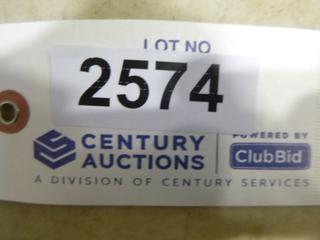 LOT NO
2574
CENTURY
AUCTIONS
POWERED BY
ClubBid
A DIVISION OF CENTURY SERVICES